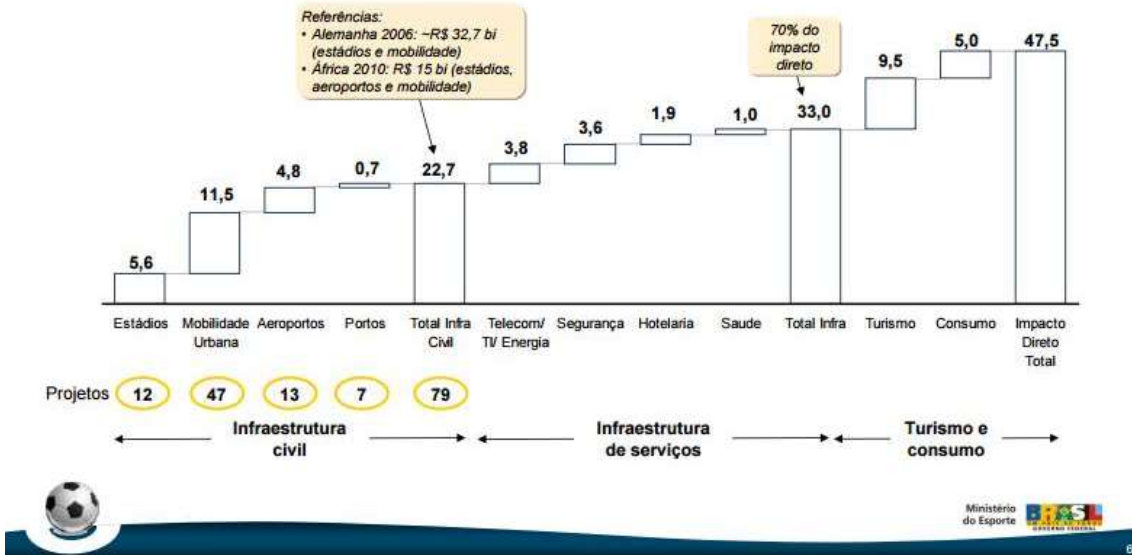 Referências:
• Alemanha 2006: ~R$ 32,7 bi
(estádios e mobilidade)
• África 2010: R$ 15 bi (estádios,
aeroportos e mobilidade)
70% do
impacto
direto
5,6
11,5
4,8
0,7
22,7
3,8
3,6
1,9
1,0
33,0
9,5
5,0
47,5
Estádios
Mobilidade
Urbana
Aeroportos
Portos
Total Infra
Civil
Telecom/
TI/ Energia
Segurança
Hotelaria
Saude
Total Infra
Turismo
Consumo
Impacto
Direto
Total
Projetos 12 47 13 7 79
Infraestrutura
civil
Infraestrutura
de serviços
Turismo e
consumo
Ministério
do Esporte
BRASIL
GOVERNO FEDERAL
6